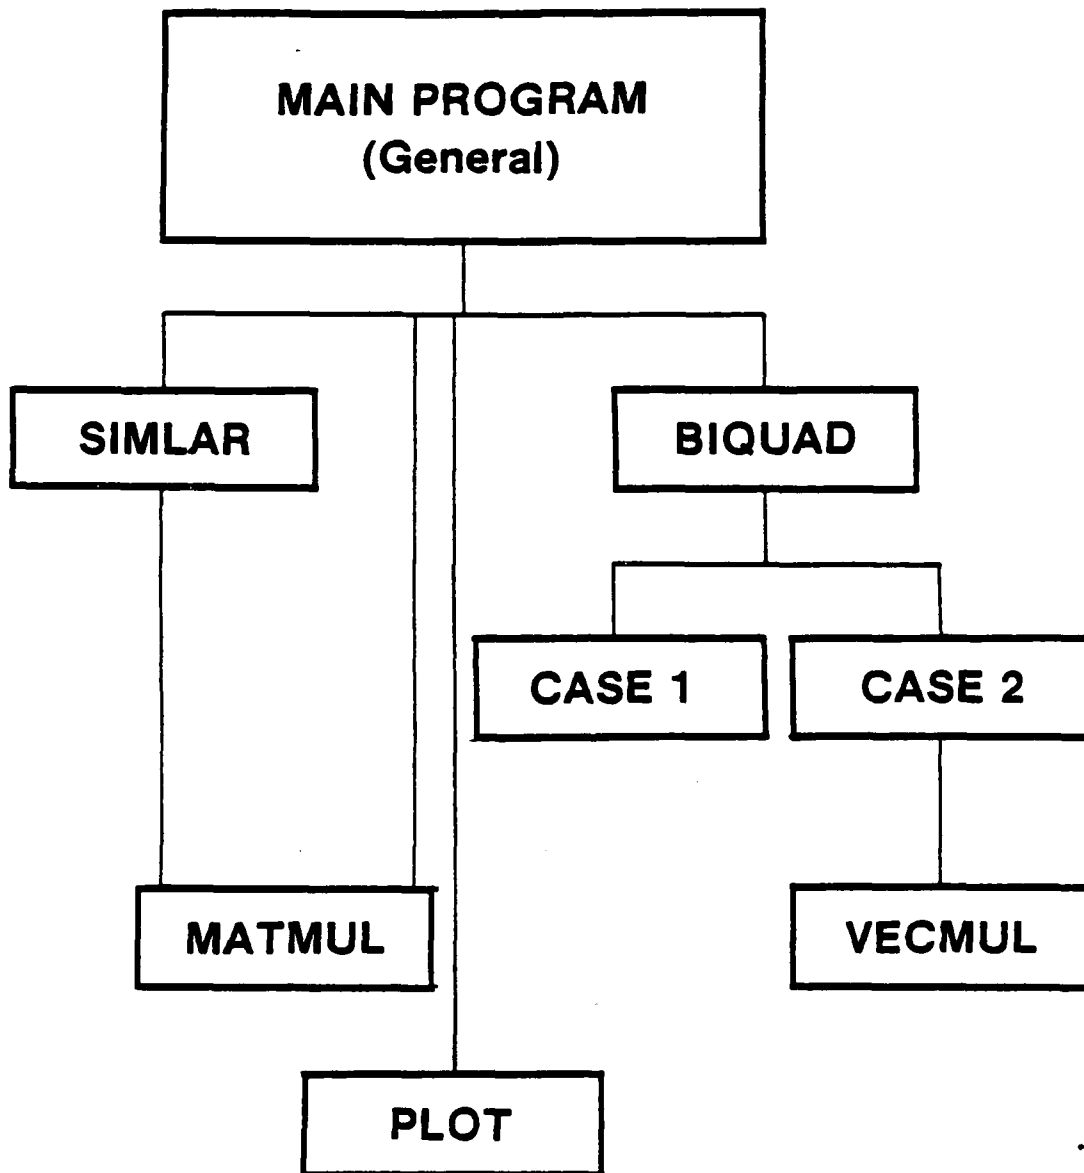 MAIN PROGRAM
(General)
SIMLAR
BIQUAD
CASE 1
CASE 2
MATMUL
VECMUL
PLOT